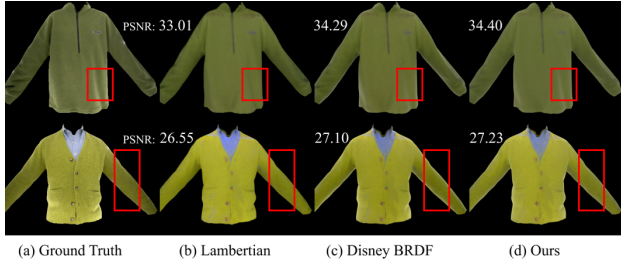 PSNR: 33.01 34.29 34.40
PSNR: 26.55 27.10 27.23
(a) Ground Truth (b) Lambertian (c) Disney BRDF (d) Ours